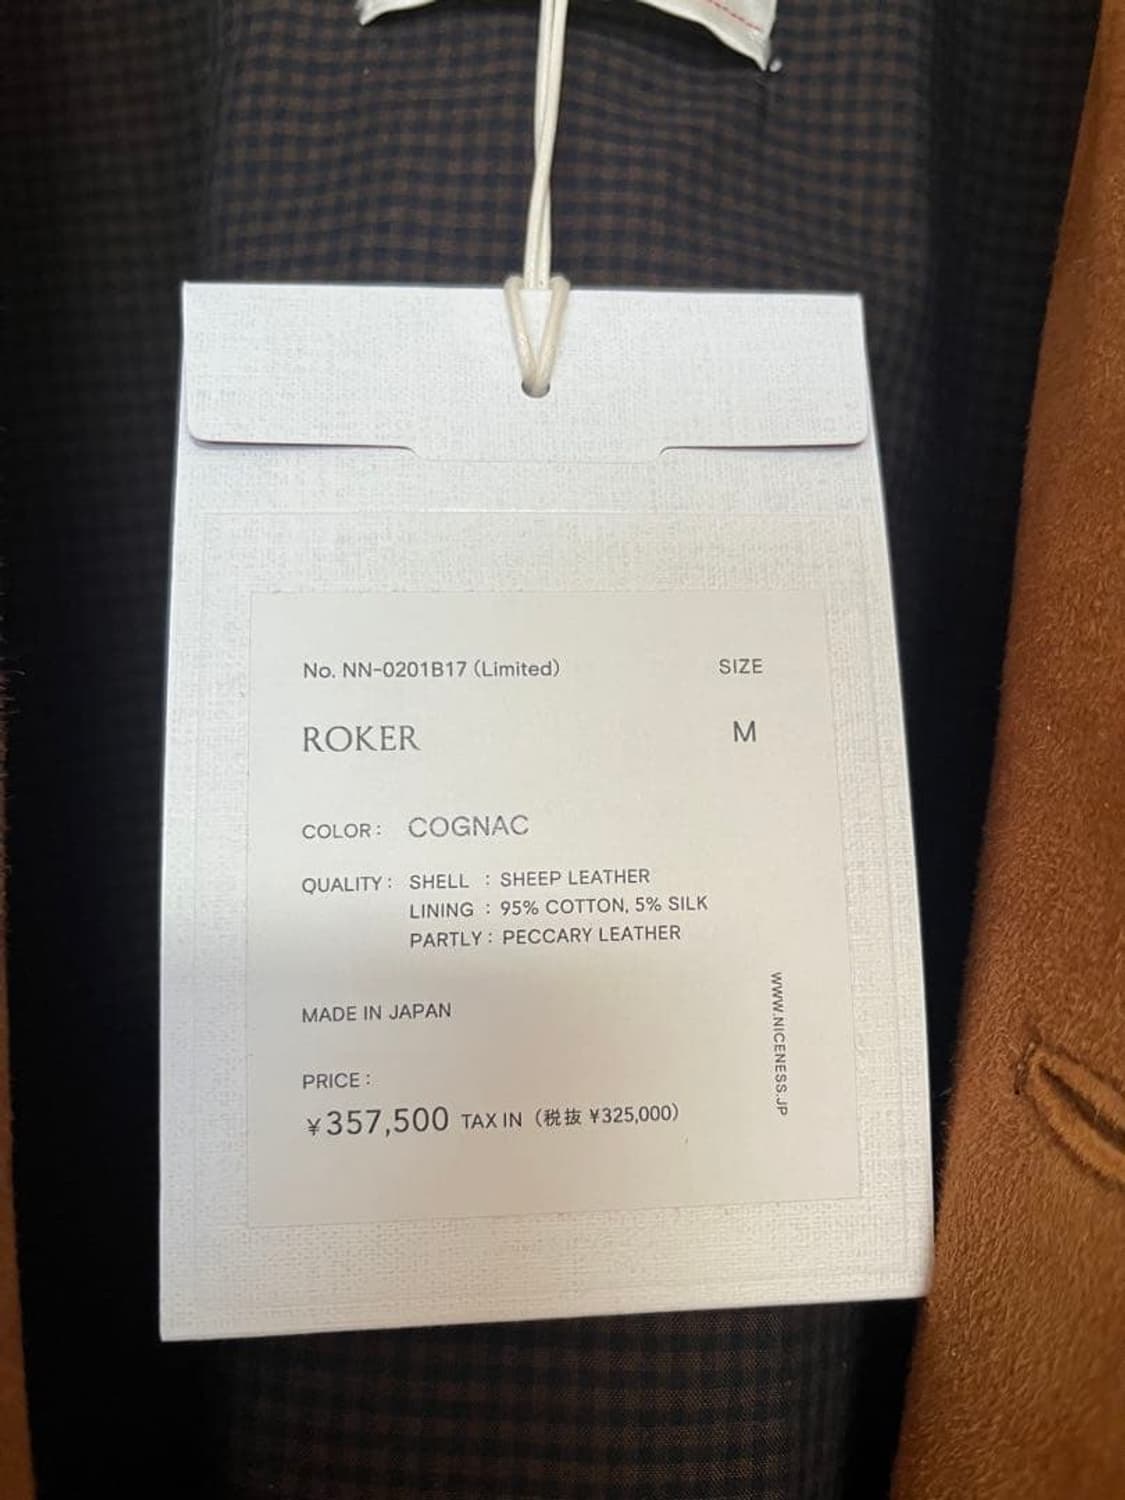 No. NN-0201B17 (Limited) SIZE
ROKER M
COLOR : COGNAC
QUALITY : SHELL : SHEEP LEATHER
LINING : 95% COTTON, 5% SILK
PARTLY : PECCARY LEATHER
MADE IN JAPAN
WWW.NICENESS.JP
PRICE :
¥357,500 TAX IN (税抜 ¥325,000)